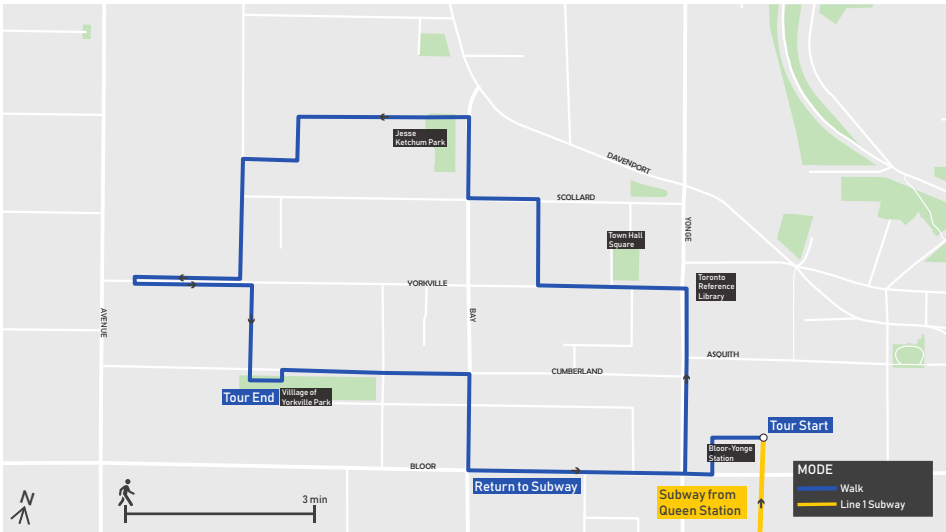 Jesse
Ketchum Park
DAVENPORT
SCOLLARD
YONGE
Town Hall
Square
Toronto
Reference
Library
YORKVILLE
AVENUE
BAY
ASQUITH
CUMBERLAND
Tour End
Villlage of
Yorkville Park
Tour Start
Bloor-Yonge
Station
BLOOR
Return to Subway
Subway from
Queen Station
MODE
Walk
Line 1 Subway
N
3 min